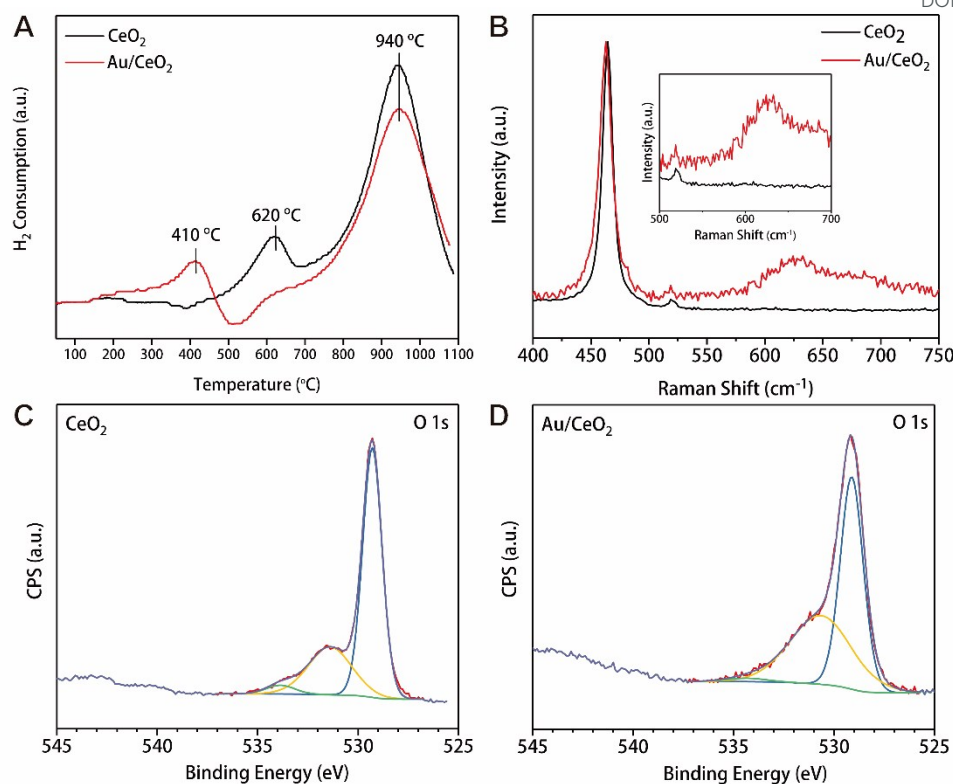 DOI
A
CeO₂
Au/CeO₂
940 °C
620 °C
410 °C
H₂ Consumption (a.u.)
100 200 300 400 500 600 700 800 900 1000 1100
Temperature (°C)
B
CeO₂
Au/CeO₂
Intensity (a.u.)
Intensity (a.u.)
500 600 700
Raman Shift (cm⁻¹)
400 450 500 550 600 650 700 750
Raman Shift (cm⁻¹)
C
CeO₂
O 1s
CPS (a.u.)
545 540 535 530 525
Binding Energy (eV)
D
Au/CeO₂
O 1s
CPS (a.u.)
545 540 535 530 525
Binding Energy (eV)